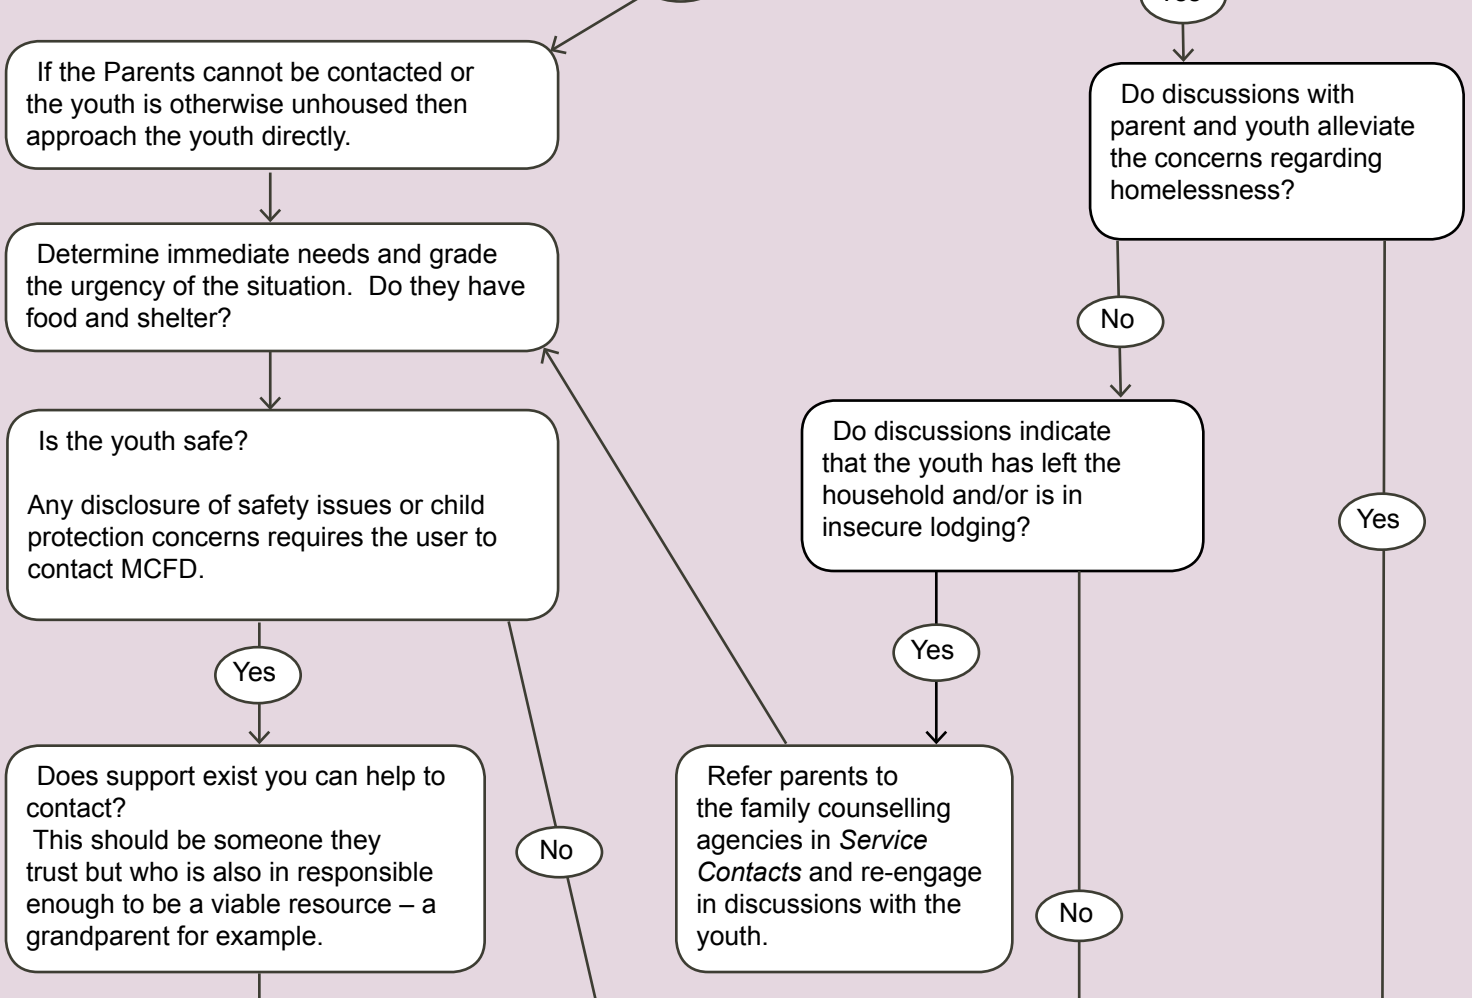 Yes
If the Parents cannot be contacted or
the youth is otherwise unhoused then
approach the youth directly.
Do discussions with
parent and youth alleviate
the concerns regarding
homelessness?
Determine immediate needs and grade
the urgency of the situation.  Do they have
food and shelter?
No
Is the youth safe?
Any disclosure of safety issues or child
protection concerns requires the user to
contact MCFD.
Do discussions indicate
that the youth has left the
household and/or is in
insecure lodging?
Yes
Yes
Yes
Does support exist you can help to
contact?
This should be someone they
trust but who is also in responsible
enough to be a viable resource – a
grandparent for example.
No
Refer parents to
the family counselling
agencies in Service
Contacts and re-engage
in discussions with the
youth.
No